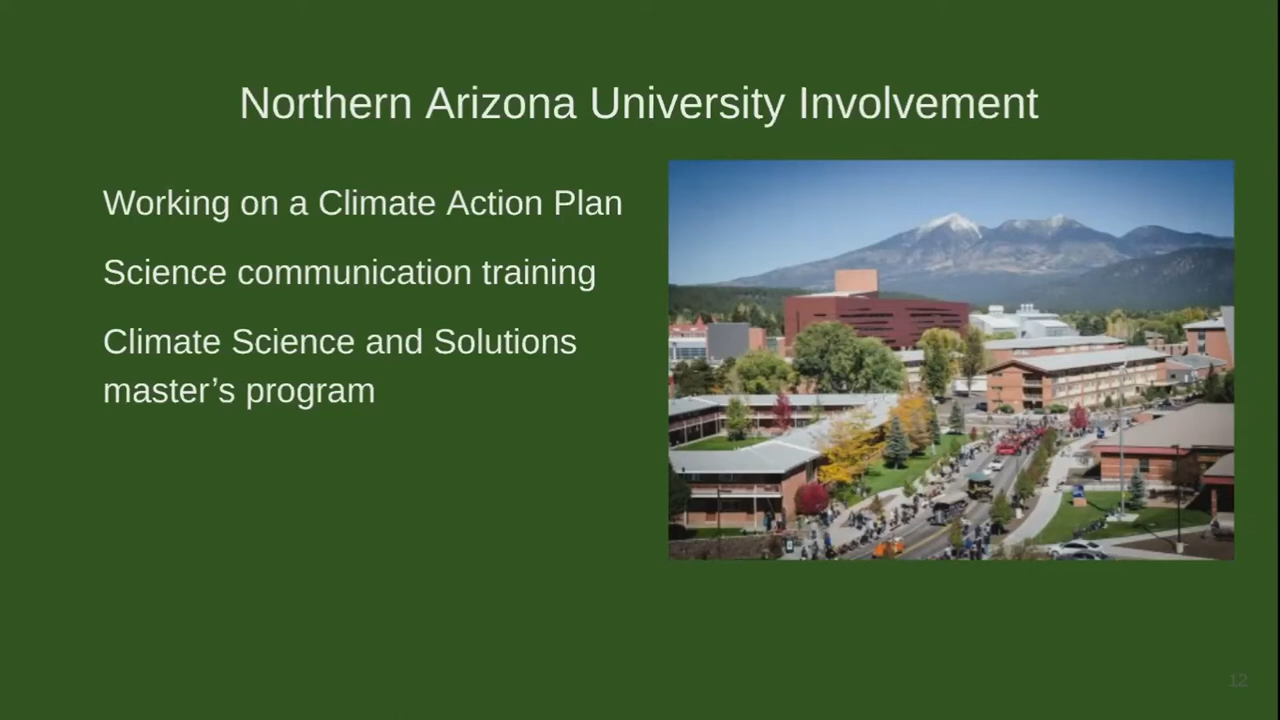 Northern Arizona University Involvement
Working on a Climate Action Plan
Science communication training
Climate Science and Solutions
master’s program
12